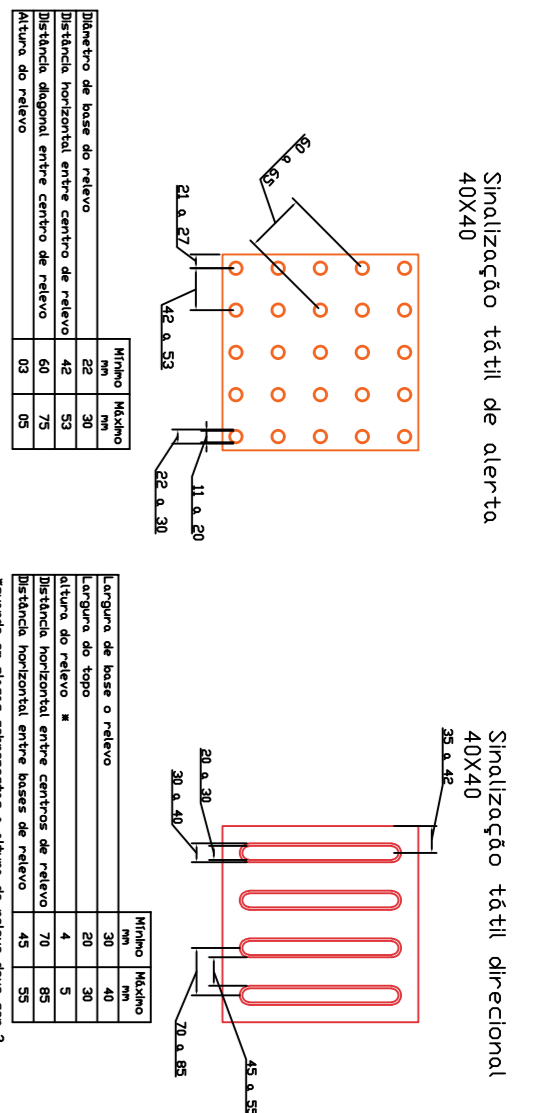 Sinalização tátil de alerta
40X40
60 a 65
21 a 27
42 a 53
11 a 20
22 a 30
Mínimo mm Máximo mm
Diâmetro de base do relevo 22 30
Distância horizontal entre centro de relevo 42 53
Distância diagonal entre centro de relevo 60 75
Altura do relevo 03 05
Sinalização tátil direcional
40X40
35 a 42
20 a 30
30 a 40
45 a 55
70 a 85
Mínimo mm Máximo mm
Largura de base o relevo 30 40
Largura do topo 20 30
altura do relevo * 4 5
Distância horizontal entre centros de relevo 70 85
Distância horizontal entre bases de relevo 45 55